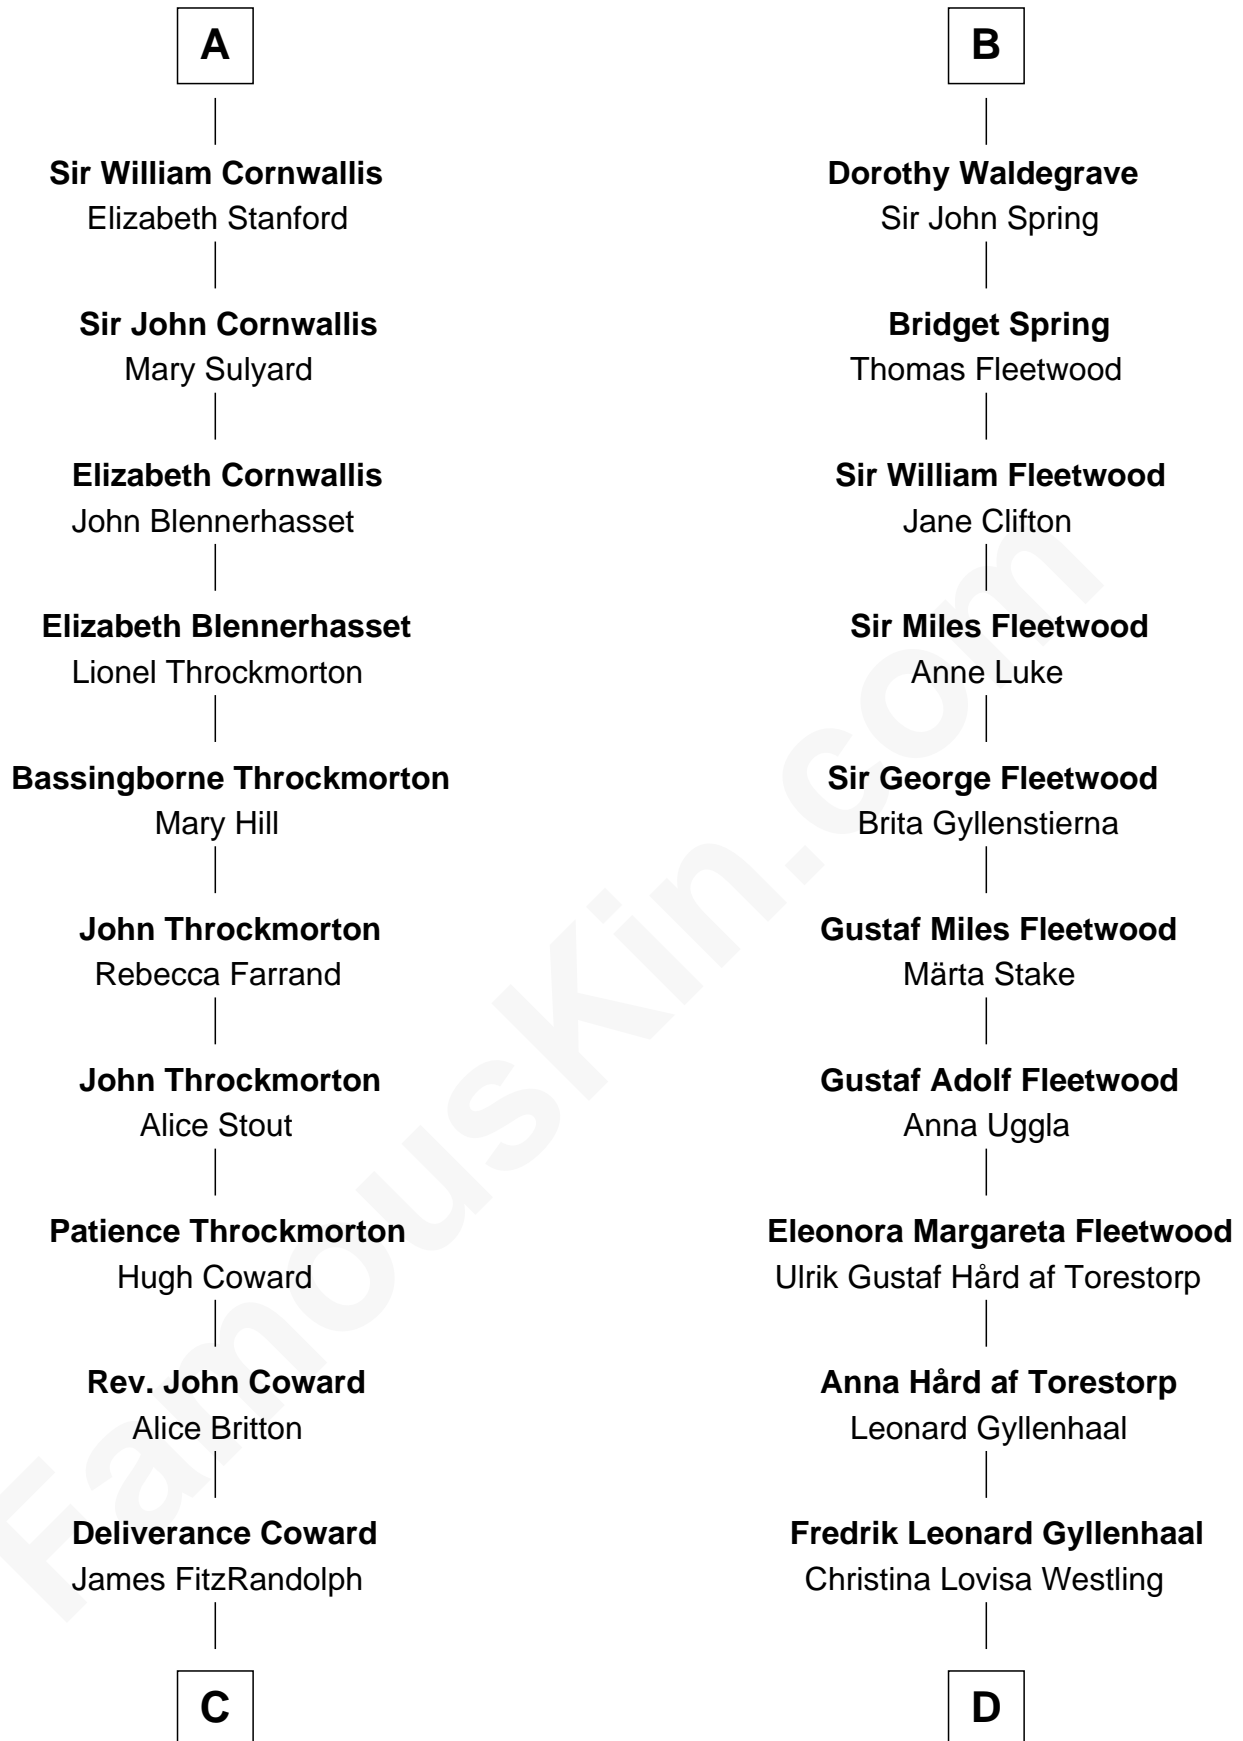 A
Sir William Cornwallis
Elizabeth Stanford
Sir John Cornwallis
Mary Sulyard
Elizabeth Cornwallis
John Blennerhasset
Elizabeth Blennerhasset
Lionel Throckmorton
Bassingborne Throckmorton
Mary Hill
John Throckmorton
Rebecca Farrand
John Throckmorton
Alice Stout
Patience Throckmorton
Hugh Coward
Rev. John Coward
Alice Britton
Deliverance Coward
James FitzRandolph
C
B
Dorothy Waldegrave
Sir John Spring
Bridget Spring
Thomas Fleetwood
Sir William Fleetwood
Jane Clifton
Sir Miles Fleetwood
Anne Luke
Sir George Fleetwood
Brita Gyllenstierna
Gustaf Miles Fleetwood
Märta Stake
Gustaf Adolf Fleetwood
Anna Uggla
Eleonora Margareta Fleetwood
Ulrik Gustaf Hård af Torestorp
Anna Hård af Torestorp
Leonard Gyllenhaal
Fredrik Leonard Gyllenhaal
Christina Lovisa Westling
D
FamousKin.com